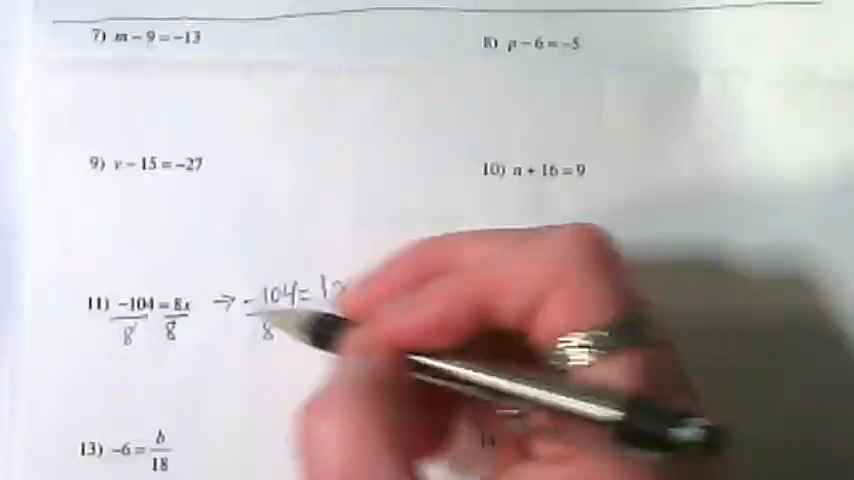 7) m − 9 = −13
8) p − 6 = −5
9) v − 15 = −27
10) n + 16 = 9
11) −104 = 8x → -104 =
8 8 8
13) −6 = b/18